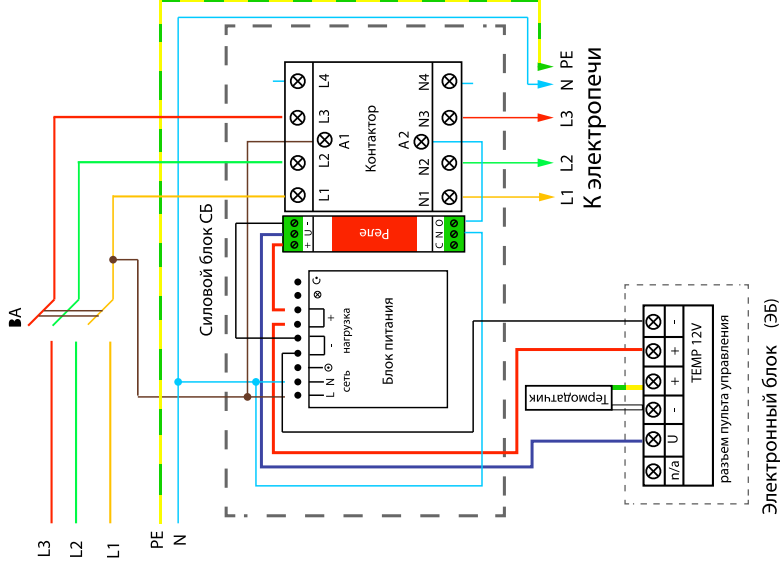 ВА
L3
L2
L1
PE
N
Силовой блок СБ
L4
L3
L2
L1
A1
Контактор
A2
N4
N3
N2
N1
+ U -
Реле
C N O
Блок питания
L N
сеть
- +
нагрузка
PE
N
L3
L2
L1
К электропечи
Термодатчик
n/a
U
-
+
+
-
TEMP 12V
разъем пульта управления
Электронный блок (ЭБ)